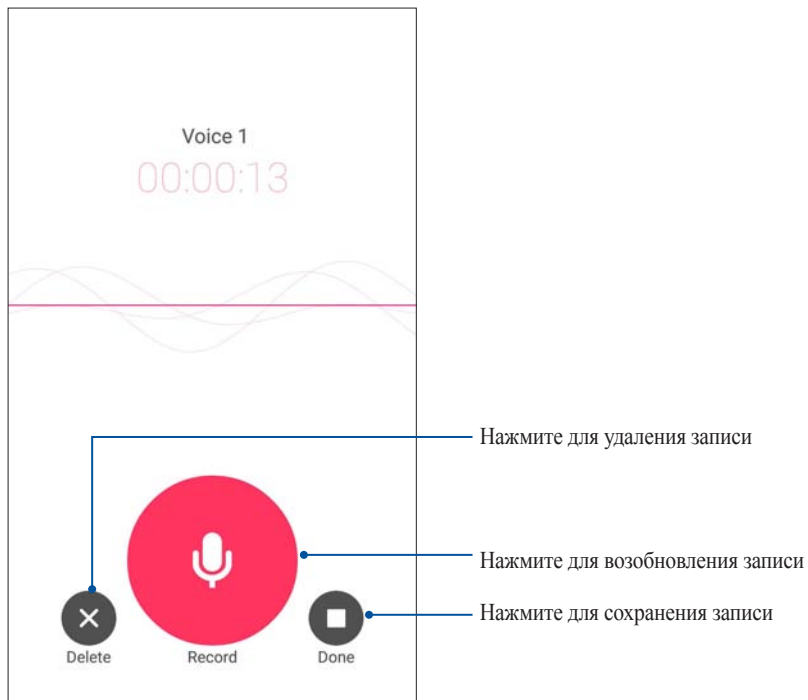 Voice 1
00:00:13
Нажмите для удаления записи
Нажмите для возобновления записи
Нажмите для сохранения записи
Delete
Record
Done